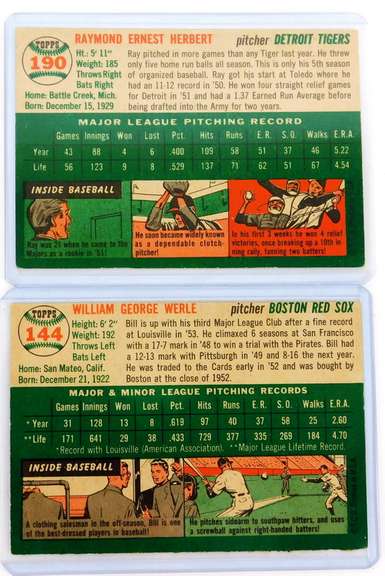 TOPPS
190
RAYMOND ERNEST HERBERT pitcher DETROIT TIGERS
Ht.: 5' 11"
Weight: 185
Throws Right
Bats Right
Home: Battle Creek, Mich.
Born: December 15, 1929
Ray pitched in more games than any Tiger last year. He threw
only five home run balls all season. This is only his 5th season
of organized baseball. Ray got his start at Toledo where he
had an 11-12 record in '50. He won four straight relief games
for Detroit in '51 and had a 1.37 Earned Run Average before
being drafted into the Army for two years.
MAJOR LEAGUE PITCHING RECORD
Games Innings Won Lost Pct. Hits Runs E.R. S.O. Walks E.R.A.
Year 43 88 4 6 .400 109 58 51 37 46 5.22
Life 56 123 9 8 .529 137 71 62 51 67 4.54
INSIDE BASEBALL
Ray was 21 when he came to the
Majors as a rookie in '51!
He soon became widely known
as a dependable clutch-
pitcher!
In his first 3 weeks he won 4 relief
victories, once breaking up a 10th in-
ning rally, fanning two batters!
TOPPS
144
WILLIAM GEORGE WERLE pitcher BOSTON RED SOX
Height: 6' 2"
Weight: 192
Throws Left
Bats Left
Home: San Mateo, Calif.
Born: December 21, 1922
Bill is up with his third Major League Club after a fine record
at Louisville in '53. He climaxed 6 seasons at San Francisco
with a 17-7 mark in '48 to win a trial with the Pirates. Bill had
a 12-13 mark with Pittsburgh in '49 and 8-16 the next year.
He was traded to the Cards early in '52 and was bought by
Boston at the close of 1952.
MAJOR & MINOR LEAGUE PITCHING RECORDS
Games Innings Won Lost Pct. Hits Runs E.R. S.O. Walks E.R.A.
*Year 31 128 13 8 .619 97 40 37 58 25 2.60
**Life 171 641 29 38 .433 729 377 335 269 184 4.70
*Record with Louisville (American Association). **Major League Lifetime Record.
INSIDE BASEBALL
A clothing salesman in the off-season, Bill is one
of the best-dressed players in baseball!
He pitches sidearm to southpaw hitters, and uses
a screwball against right-handed batters!